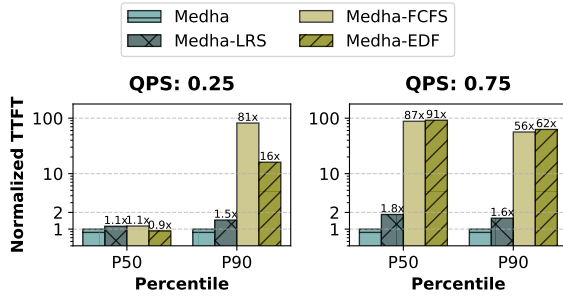 Medha
Medha-FCFS
Medha-LRS
Medha-EDF
QPS: 0.25
QPS: 0.75
Normalized TTFT
100
10
2
1
1.1x
1.1x
0.9x
1.5x
81x
16x
P50
P90
Percentile
100
10
2
1
1.8x
87x
91x
1.6x
56x
62x
P50
P90
Percentile